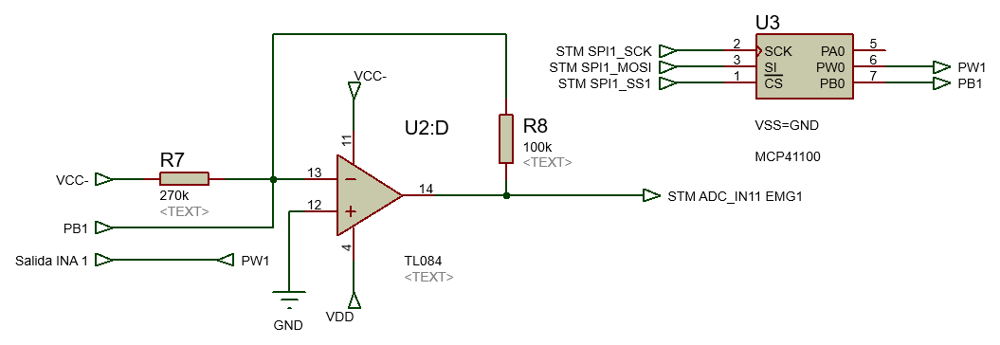 U3
STM SPI1_SCK
2
SCK
PA0
5
STM SPI1_MOSI
3
SI
PW0
6
PW1
STM SPI1_SS1
1
CS
PB0
7
PB1
VSS=GND
MCP41100
VCC-
11
U2:D
R8
100k
<TEXT>
R7
VCC-
270k
<TEXT>
13
12
14
STM ADC_IN11 EMG1
PB1
Salida INA 1
PW1
4
TL084
<TEXT>
VDD
GND